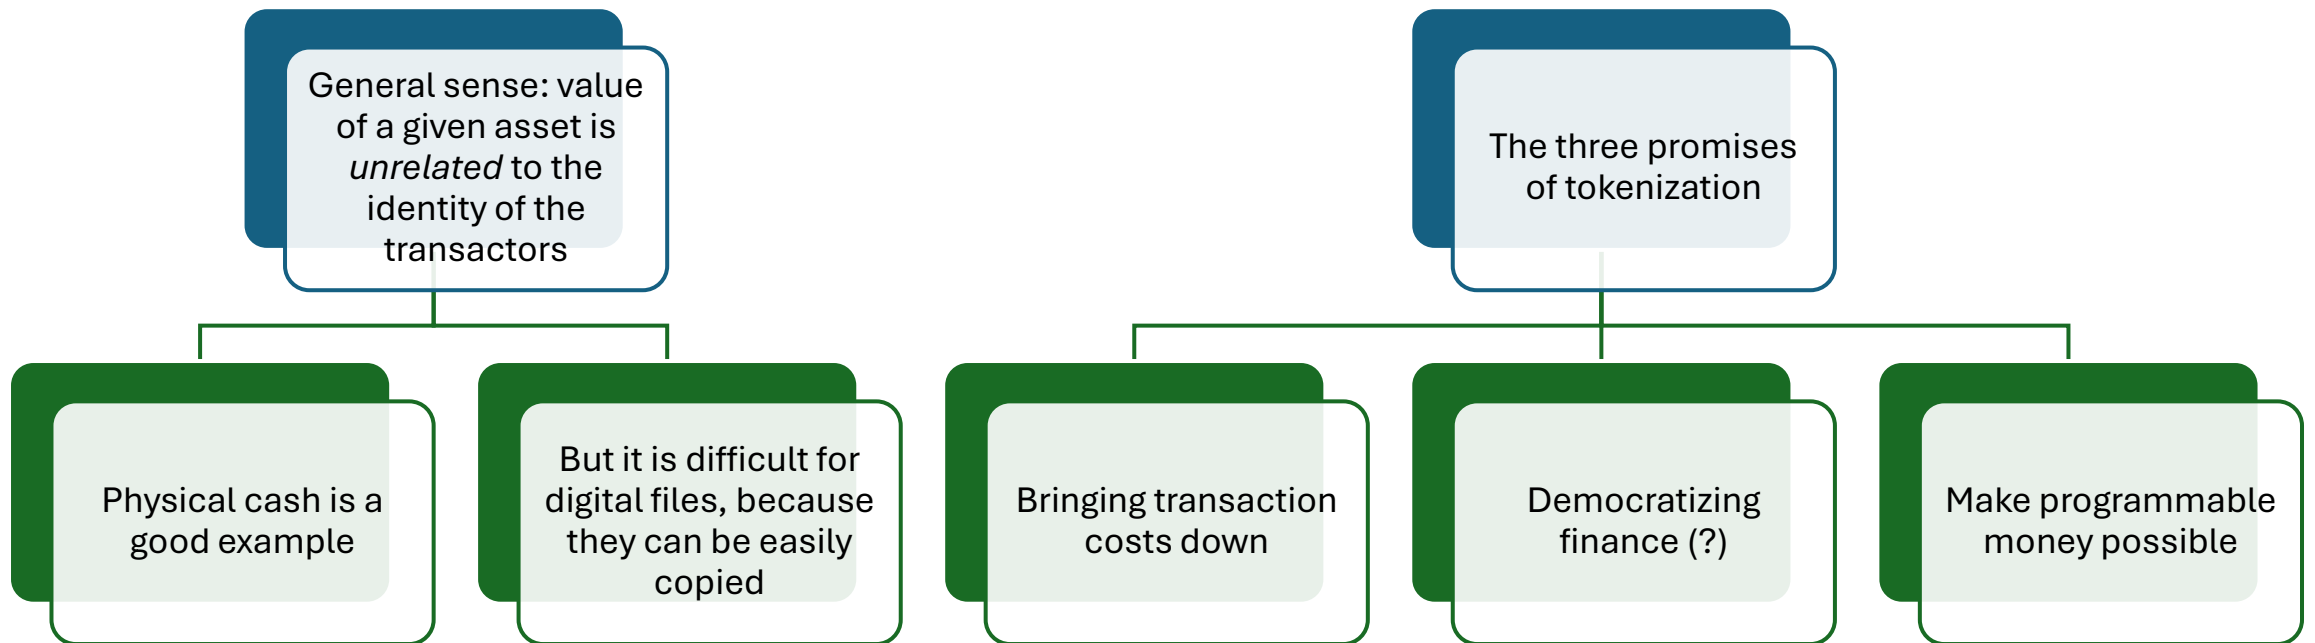 General sense: value
of a given asset is
unrelated to the
identity of the
transactors
Physical cash is a
good example
But it is difficult for
digital files, because
they can be easily
copied
The three promises
of tokenization
Bringing transaction
costs down
Democratizing
finance (?)
Make programmable
money possible